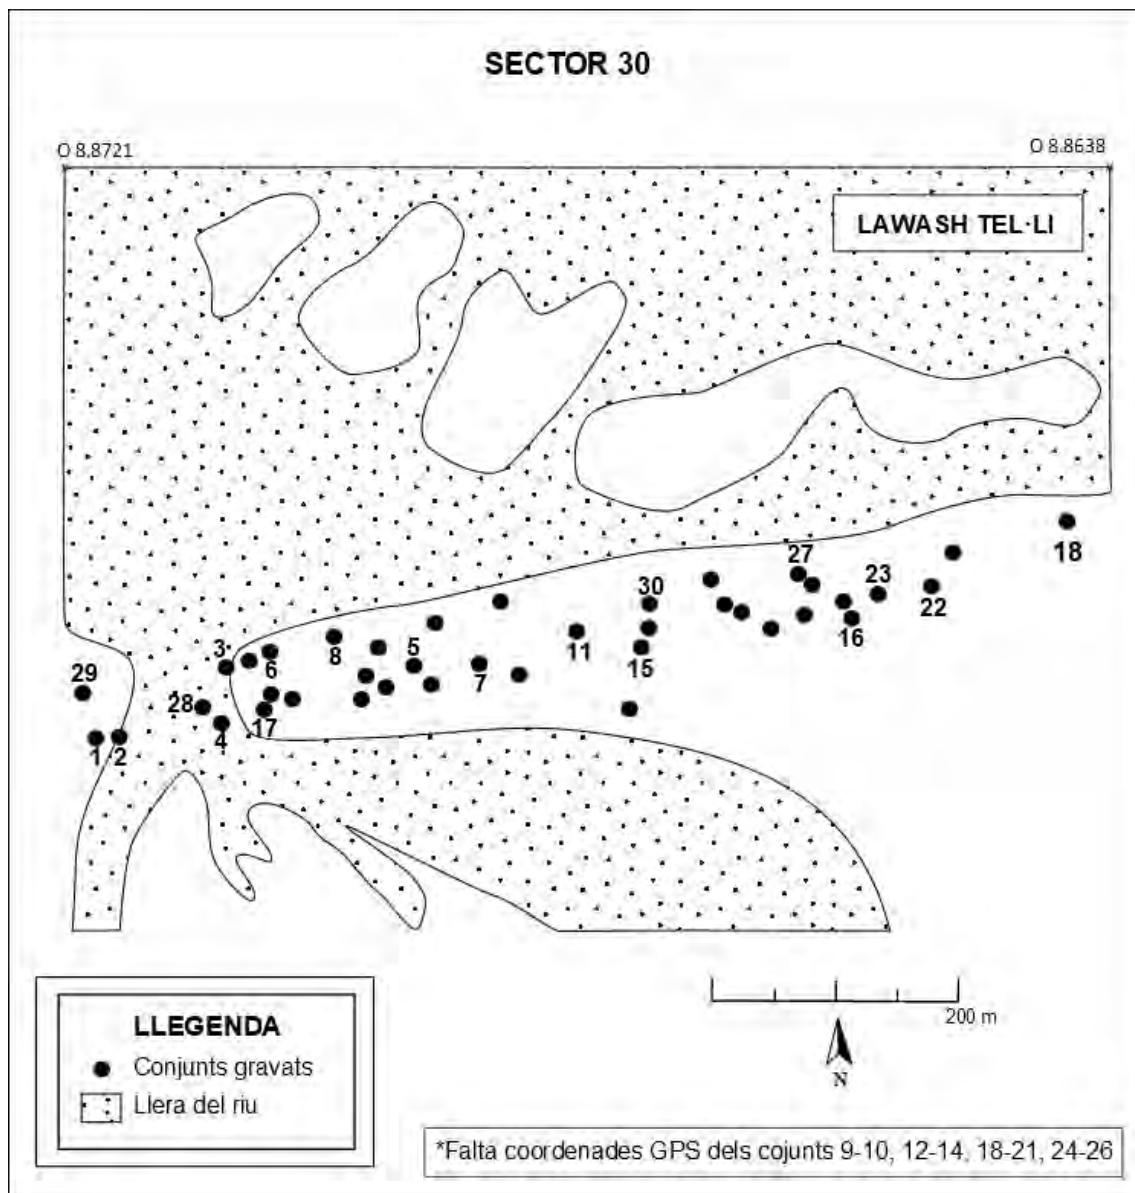 SECTOR 30
O 8.8721
O 8.8638
LAWASH TEL·LI
27
23
18
30
22
16
3
6
8
5
11
15
7
29
28
17
4
1
2
200 m
N
LLEGENDA
Conjunts gravats
Llera del riu
*Falta coordenades GPS dels cojunts 9-10, 12-14, 18-21, 24-26